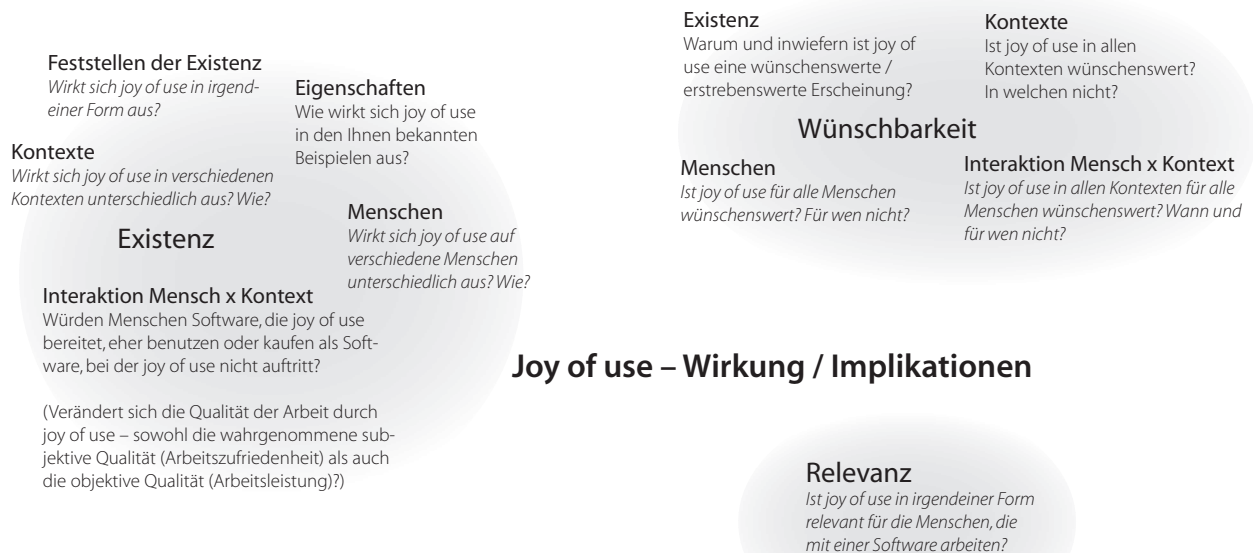 Feststellen der Existenz
Wirkt sich joy of use in irgend-
einer Form aus?
Eigenschaften
Wie wirkt sich joy of use
in den Ihnen bekannten
Beispielen aus?
Kontexte
Wirkt sich joy of use in verschiedenen
Kontexten unterschiedlich aus? Wie?
Menschen
Wirkt sich joy of use auf
verschiedene Menschen
unterschiedlich aus? Wie?
Existenz
Interaktion Mensch x Kontext
Würden Menschen Software, die joy of use
bereitet, eher benutzen oder kaufen als Soft-
ware, bei der joy of use nicht auftritt?
(Verändert sich die Qualität der Arbeit durch
joy of use – sowohl die wahrgenommene sub-
jektive Qualität (Arbeitszufriedenheit) als auch
die objektive Qualität (Arbeitsleistung)?)
Existenz
Warum und inwiefern ist joy of
use eine wünschenswerte /
erstrebenswerte Erscheinung?
Kontexte
Ist joy of use in allen
Kontexten wünschenswert?
In welchen nicht?
Wünschbarkeit
Menschen
Ist joy of use für alle Menschen
wünschenswert? Für wen nicht?
Interaktion Mensch x Kontext
Ist joy of use in allen Kontexten für alle
Menschen wünschenswert? Wann und
für wen nicht?
Joy of use – Wirkung / Implikationen
Relevanz
Ist joy of use in irgendeiner Form
relevant für die Menschen, die
mit einer Software arbeiten?